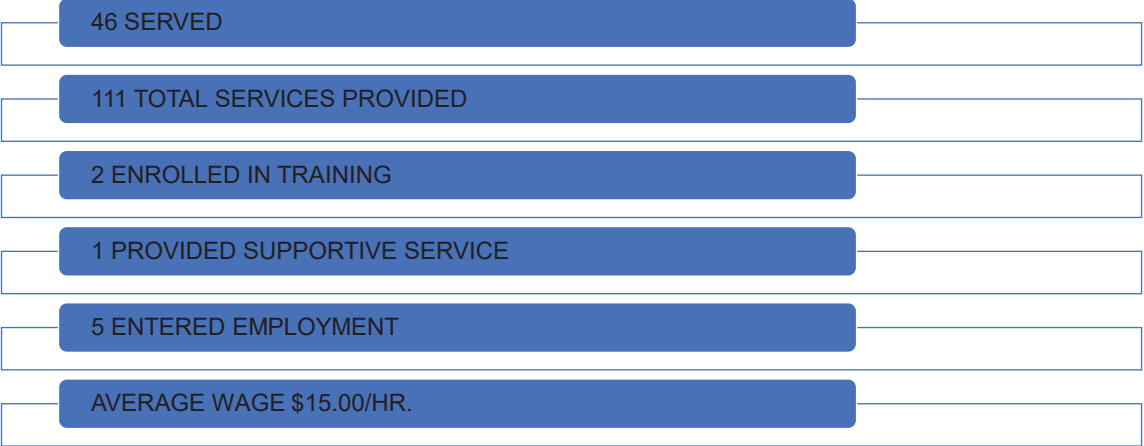 46 SERVED
111 TOTAL SERVICES PROVIDED
2 ENROLLED IN TRAINING
1 PROVIDED SUPPORTIVE SERVICE
5 ENTERED EMPLOYMENT
AVERAGE WAGE $15.00/HR.